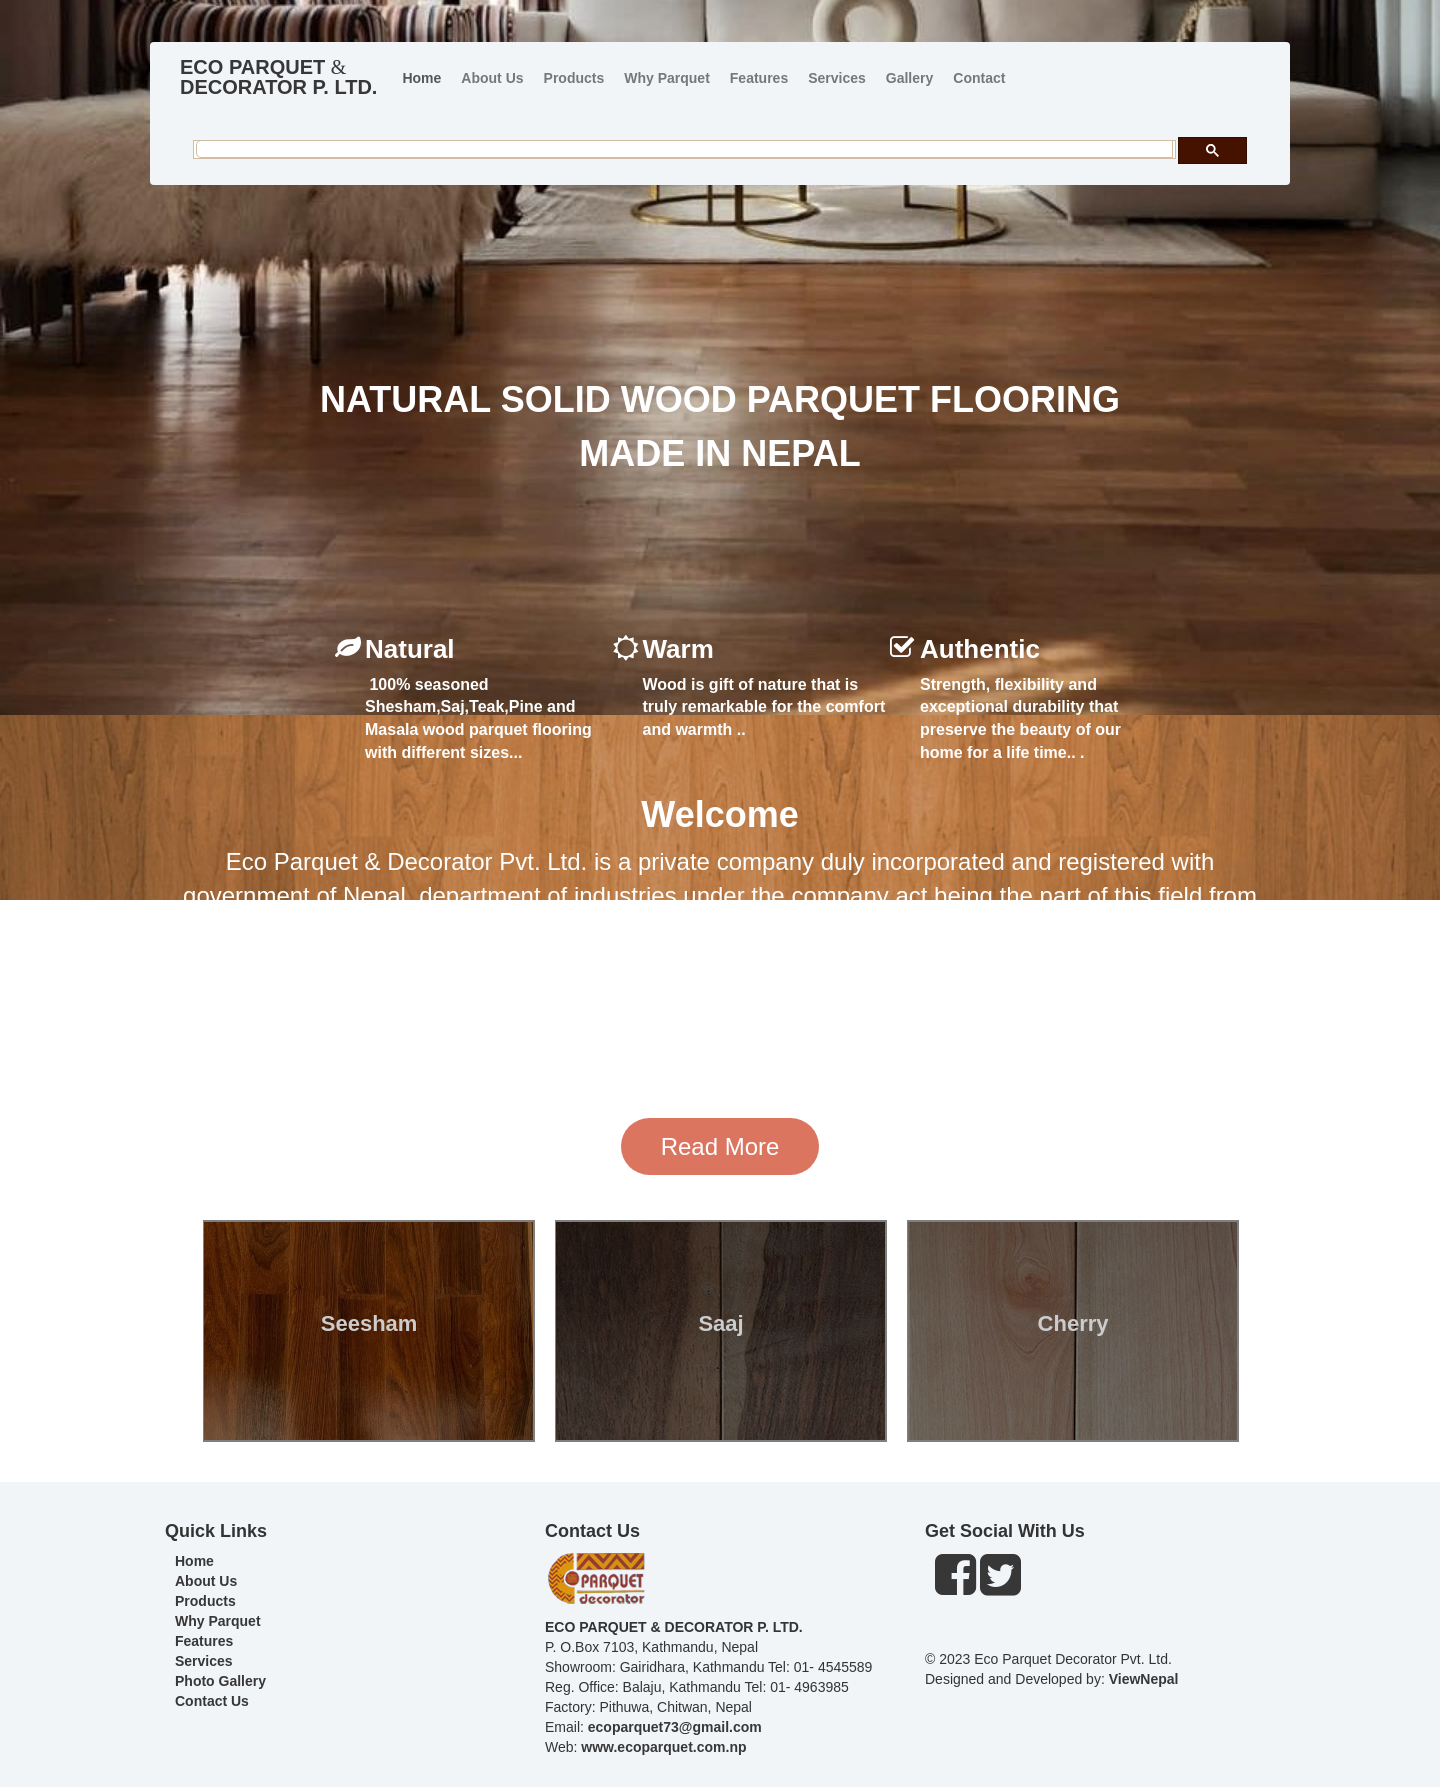 ECO PARQUET &
DECORATOR P. LTD.
Home About Us Products Why Parquet Features Services Gallery Contact
NATURAL SOLID WOOD PARQUET FLOORING
MADE IN NEPAL
Natural
100% seasoned
Shesham,Saj,Teak,Pine and
Masala wood parquet flooring
with different sizes...
Warm
Wood is gift of nature that is
truly remarkable for the comfort
and warmth ..
Authentic
Strength, flexibility and
exceptional durability that
preserve the beauty of our
home for a life time.. .
Welcome
Eco Parquet & Decorator Pvt. Ltd. is a private company duly incorporated and registered with
government of Nepal, department of industries under the company act being the part of this field from
Read More
Seesham
Saaj
Cherry
Quick Links
Home
About Us
Products
Why Parquet
Features
Services
Photo Gallery
Contact Us
Contact Us
PARQUET
decorator
ECO PARQUET & DECORATOR P. LTD.
P. O.Box 7103, Kathmandu, Nepal
Showroom: Gairidhara, Kathmandu Tel: 01- 4545589
Reg. Office: Balaju, Kathmandu Tel: 01- 4963985
Factory: Pithuwa, Chitwan, Nepal
Email: ecoparquet73@gmail.com
Web: www.ecoparquet.com.np
Get Social With Us
© 2023 Eco Parquet Decorator Pvt. Ltd.
Designed and Developed by: ViewNepal